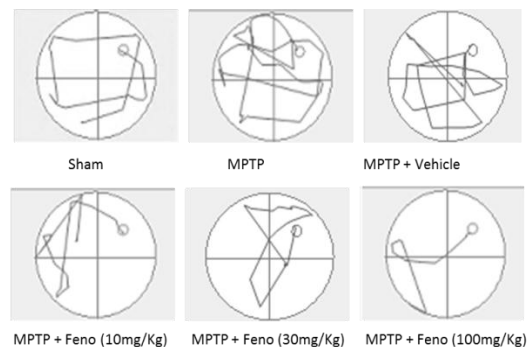 Sham MPTP MPTP + Vehicle
MPTP + Feno (10mg/Kg) MPTP + Feno (30mg/Kg) MPTP + Feno (100mg/Kg)